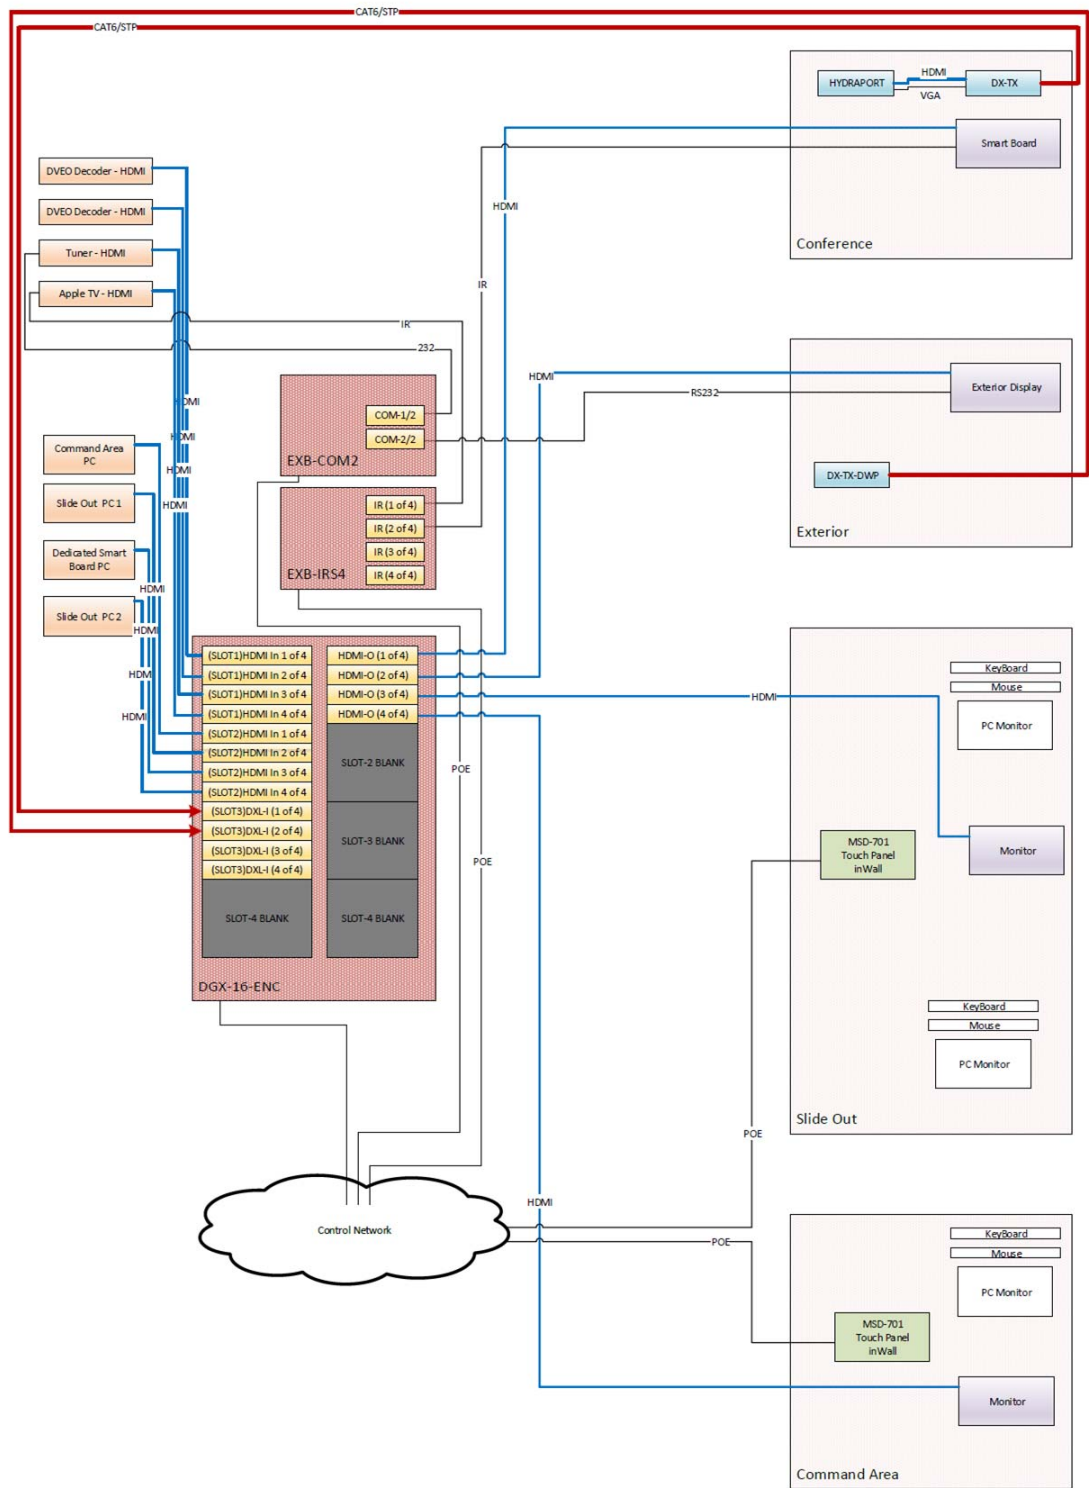 CAT6/STP
CAT6/STP
HYDRAPORT
HDMI
VGA
DX-TX
Smart Board
Conference
DVEO Decoder - HDMI
DVEO Decoder - HDMI
Tuner - HDMI
Apple TV - HDMI
HDMI
IR
IR
232
HDMI
RS232
Exterior Display
DX-TX-DWP
Exterior
COM-1/2
COM-2/2
EXB-COM2
IR (1 of 4)
IR (2 of 4)
IR (3 of 4)
IR (4 of 4)
EXB-IRS4
HDMI
HDMI
HDMI
HDMI
Command Area
PC
Slide Out PC 1
Dedicated Smart
Board PC
Slide Out PC 2
HDMI
HDMI
HDMI
HDMI
(SLOT1)HDMI In 1 of 4
(SLOT1)HDMI In 2 of 4
(SLOT1)HDMI In 3 of 4
(SLOT1)HDMI In 4 of 4
(SLOT2)HDMI In 1 of 4
(SLOT2)HDMI In 2 of 4
(SLOT2)HDMI In 3 of 4
(SLOT2)HDMI In 4 of 4
(SLOT3)DXL-I (1 of 4)
(SLOT3)DXL-I (2 of 4)
(SLOT3)DXL-I (3 of 4)
(SLOT3)DXL-I (4 of 4)
SLOT-4 BLANK
HDMI-O (1 of 4)
HDMI-O (2 of 4)
HDMI-O (3 of 4)
HDMI-O (4 of 4)
SLOT-2 BLANK
SLOT-3 BLANK
SLOT-4 BLANK
DGX-16-ENC
POE
POE
HDMI
KeyBoard
Mouse
PC Monitor
MSD-701
Touch Panel
inWall
Monitor
KeyBoard
Mouse
PC Monitor
Slide Out
POE
HDMI
Control Network
POE
KeyBoard
Mouse
PC Monitor
MSD-701
Touch Panel
inWall
Monitor
Command Area